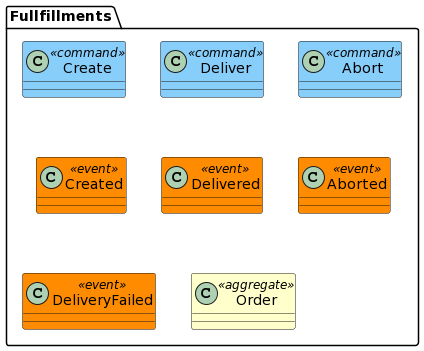 Fullfillments
C «command» Create
C «command» Deliver
C «command» Abort
C «event» Created
C «event» Delivered
C «event» Aborted
C «event» DeliveryFailed
C «aggregate» Order